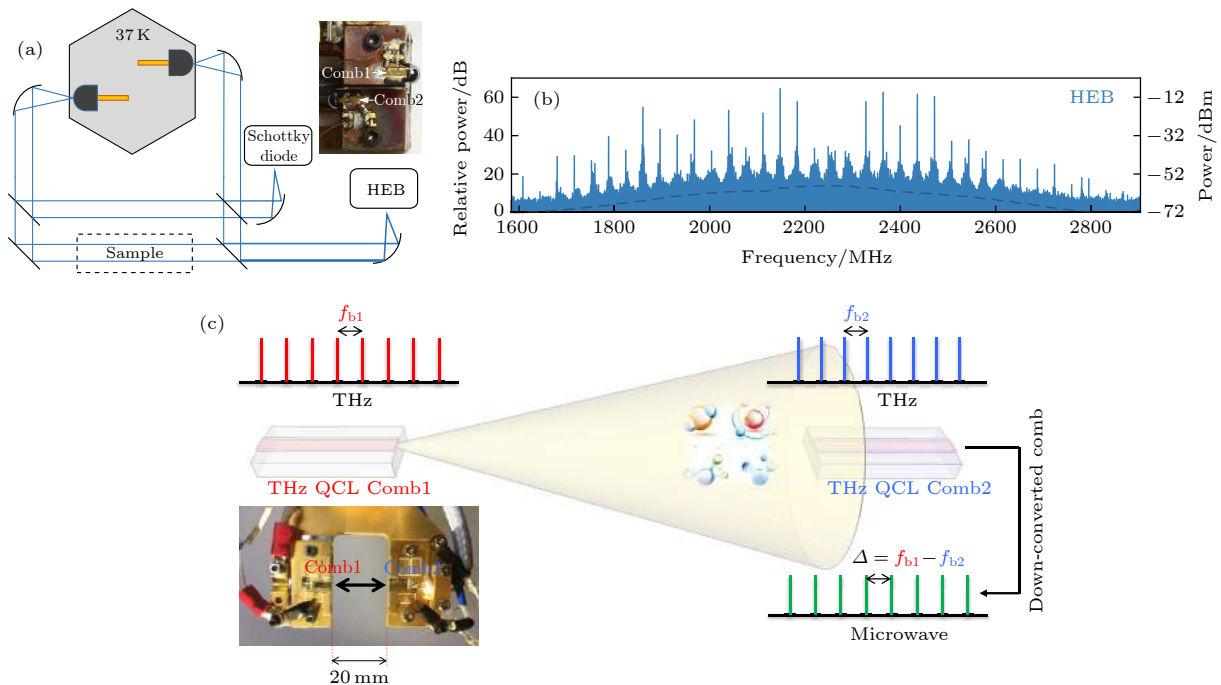 (a)
37 K
Comb1
Comb2
Schottky
diode
HEB
Sample
(b)
HEB
Relative power/dB
60
40
20
0
Power/dBm
−12
−32
−52
−72
1600
1800
2000
2200
2400
2600
2800
Frequency/MHz
(c)
fb1
THz
THz QCL Comb1
Comb1
Comb2
20 mm
fb2
THz
THz QCL Comb2
Δ = fb1−fb2
Microwave
Down-converted comb